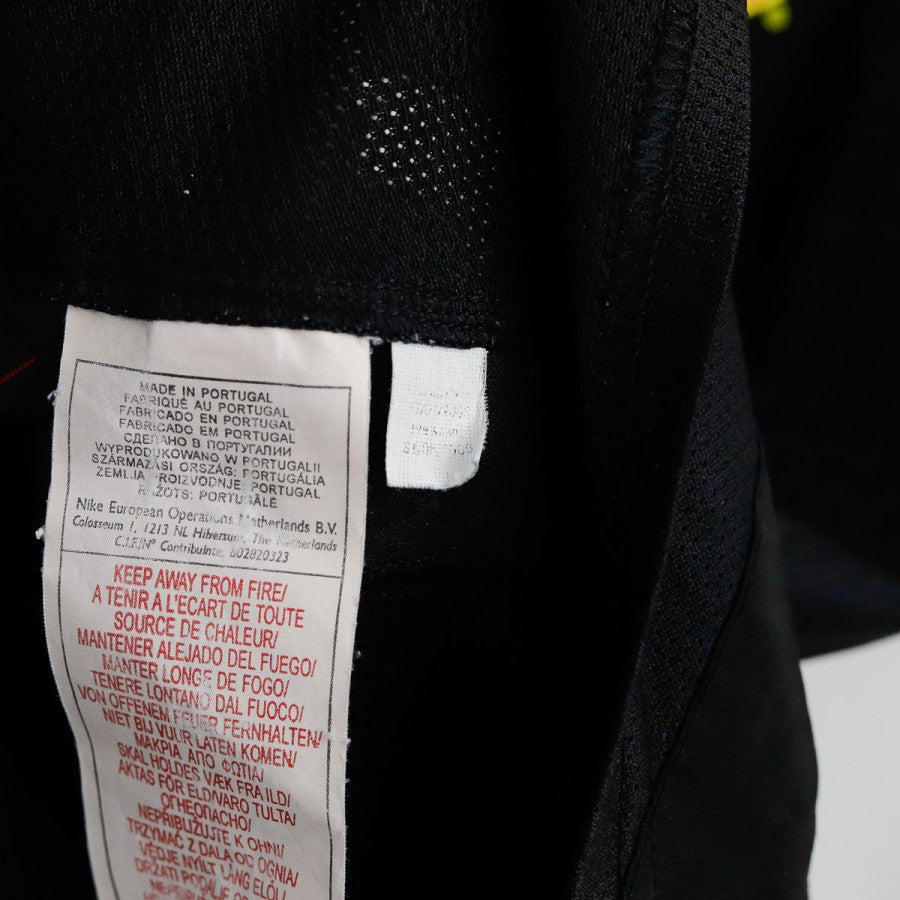 MADE IN PORTUGAL
FABRIQUÉ AU PORTUGAL
FABRICADO EN PORTUGAL
FABRICADO EM PORTUGAL
СДЕЛАНО В ПОРТУГАЛИИ
WYPRODUKOWANO W PORTUGALII
SZÁRMAZÁSI ORSZÁG: PORTUGÁLIA
ZEMLJA PROIZVODNJE: PORTUGAL
RAŽOTS: PORTUGĀLĒ
Nike European Operations Netherlands B.V.
Colosseum 1, 1213 NL Hilversum, The Netherlands
C.I.F./Nº Contribuinte: 802820323
KEEP AWAY FROM FIRE/
A TENIR A L'ECART DE TOUTE
SOURCE DE CHALEUR/
MANTENER ALEJADO DEL FUEGO/
MANTER LONGE DE FOGO/
TENERE LONTANO DAL FUOCO/
VON OFFENEM FEUER FERNHALTEN/
NIET BIJ VUUR LATEN KOMEN/
ΜΑΚΡΙΑ ΑΠΟ ΦΩΤΙΑ/
SKAL HOLDES VÆK FRA ILD/
AKTAS FÖR ELD/VARO TULTA/
ОГНЕОПАСНО/
NEPŘIBLIŽUJTE K OHNI/
TRZYMAĆ Z DALA OD OGNIA/
VÉDJE NYÍLT LÁNG ELŐL/
DRŽATI PODALJE